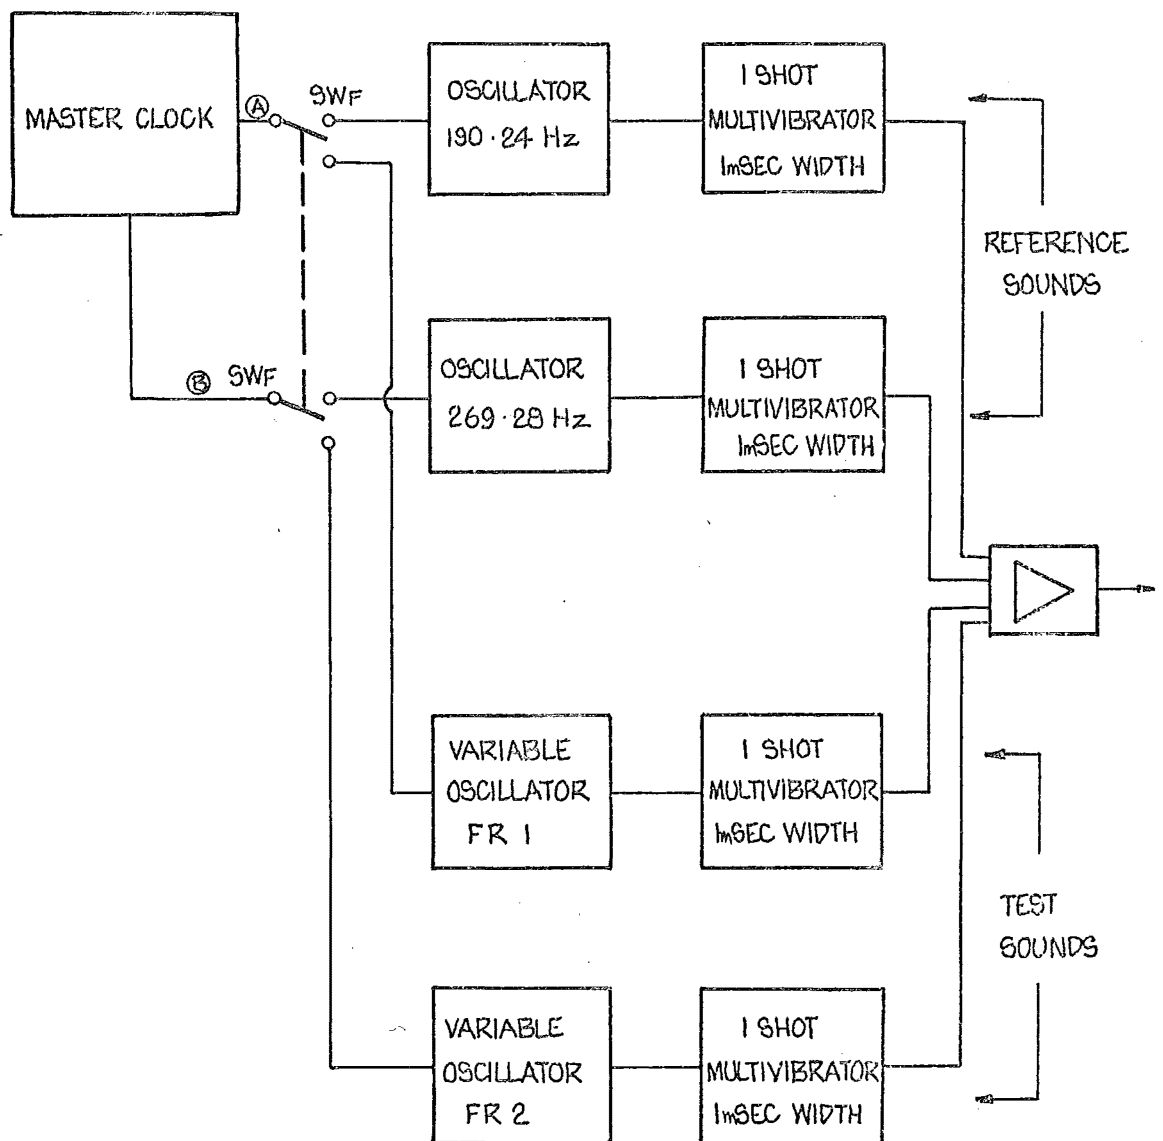 MASTER CLOCK
Ⓐ
SWF
OSCILLATOR
190·24 Hz
1 SHOT
MULTIVIBRATOR
1mSEC WIDTH
REFERENCE
SOUNDS
Ⓑ
SWF
OSCILLATOR
269·28 Hz
1 SHOT
MULTIVIBRATOR
1mSEC WIDTH
VARIABLE
OSCILLATOR
FR 1
1 SHOT
MULTIVIBRATOR
1mSEC WIDTH
TEST
SOUNDS
VARIABLE
OSCILLATOR
FR 2
1 SHOT
MULTIVIBRATOR
1mSEC WIDTH